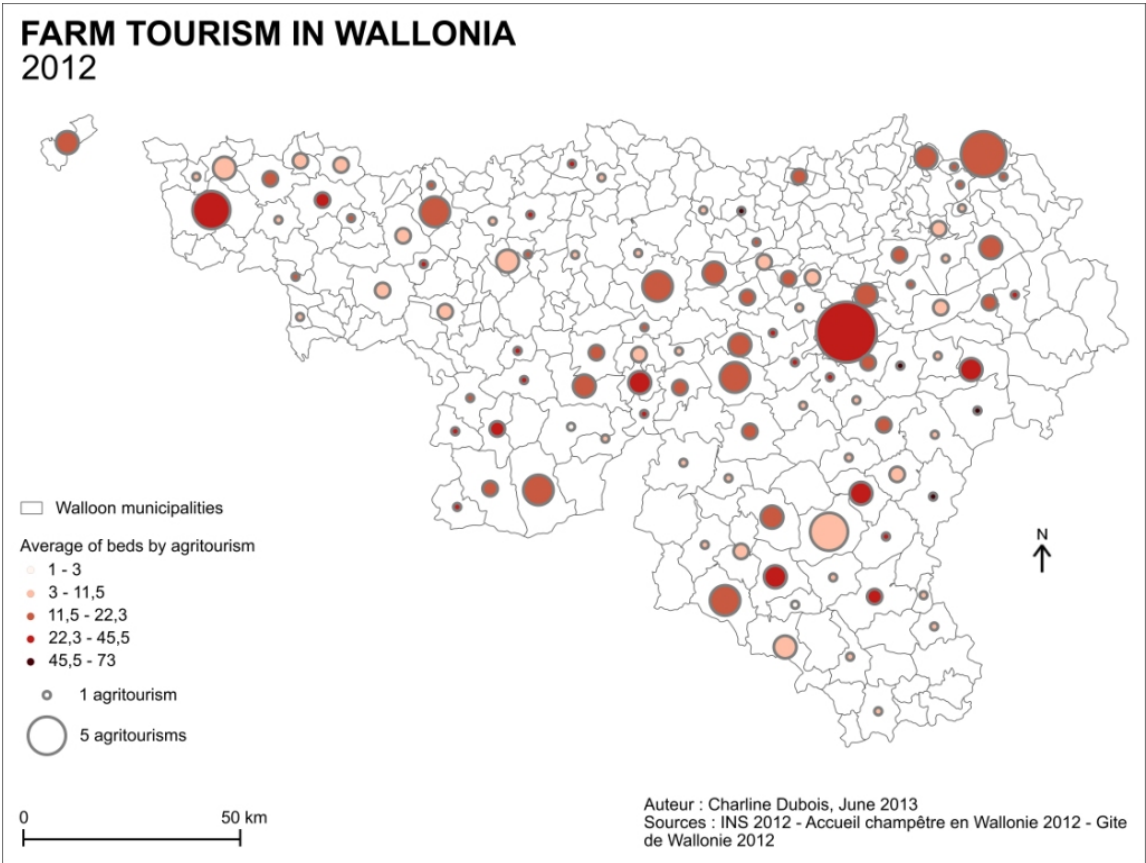 FARM TOURISM IN WALLONIA
2012
Walloon municipalities
Average of beds by agritourism
1 - 3
3 - 11,5
11,5 - 22,3
22,3 - 45,5
45,5 - 73
1 agritourism
5 agritourisms
N
0 50 km
Auteur : Charline Dubois, June 2013
Sources : INS 2012 - Accueil champêtre en Wallonie 2012 - Gite
de Wallonie 2012